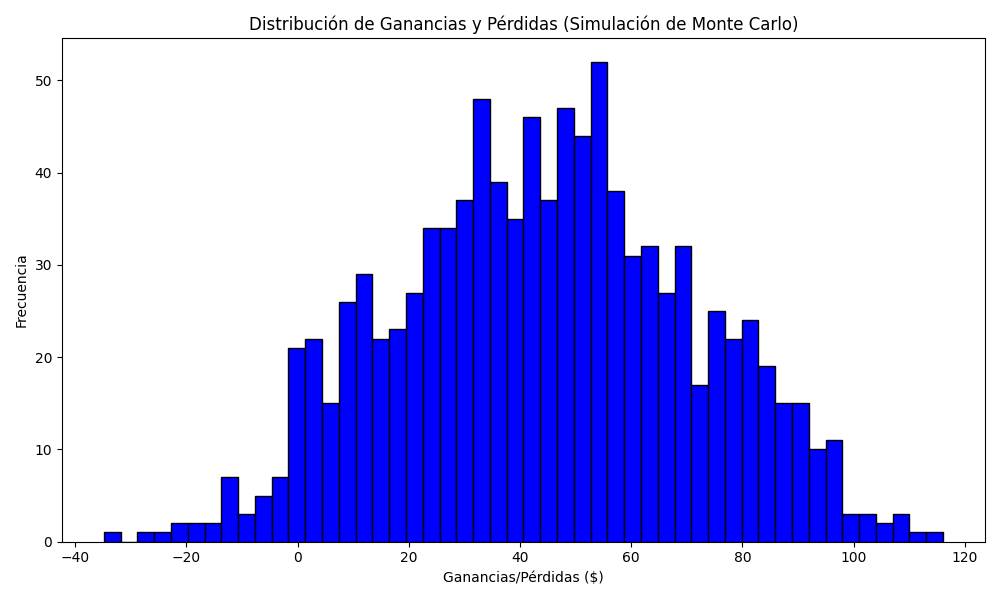 Distribución de Ganancias y Pérdidas (Simulación de Monte Carlo)
50
40
30
20
10
0
Frecuencia
−40 −20 0 20 40 60 80 100 120
Ganancias/Pérdidas ($)